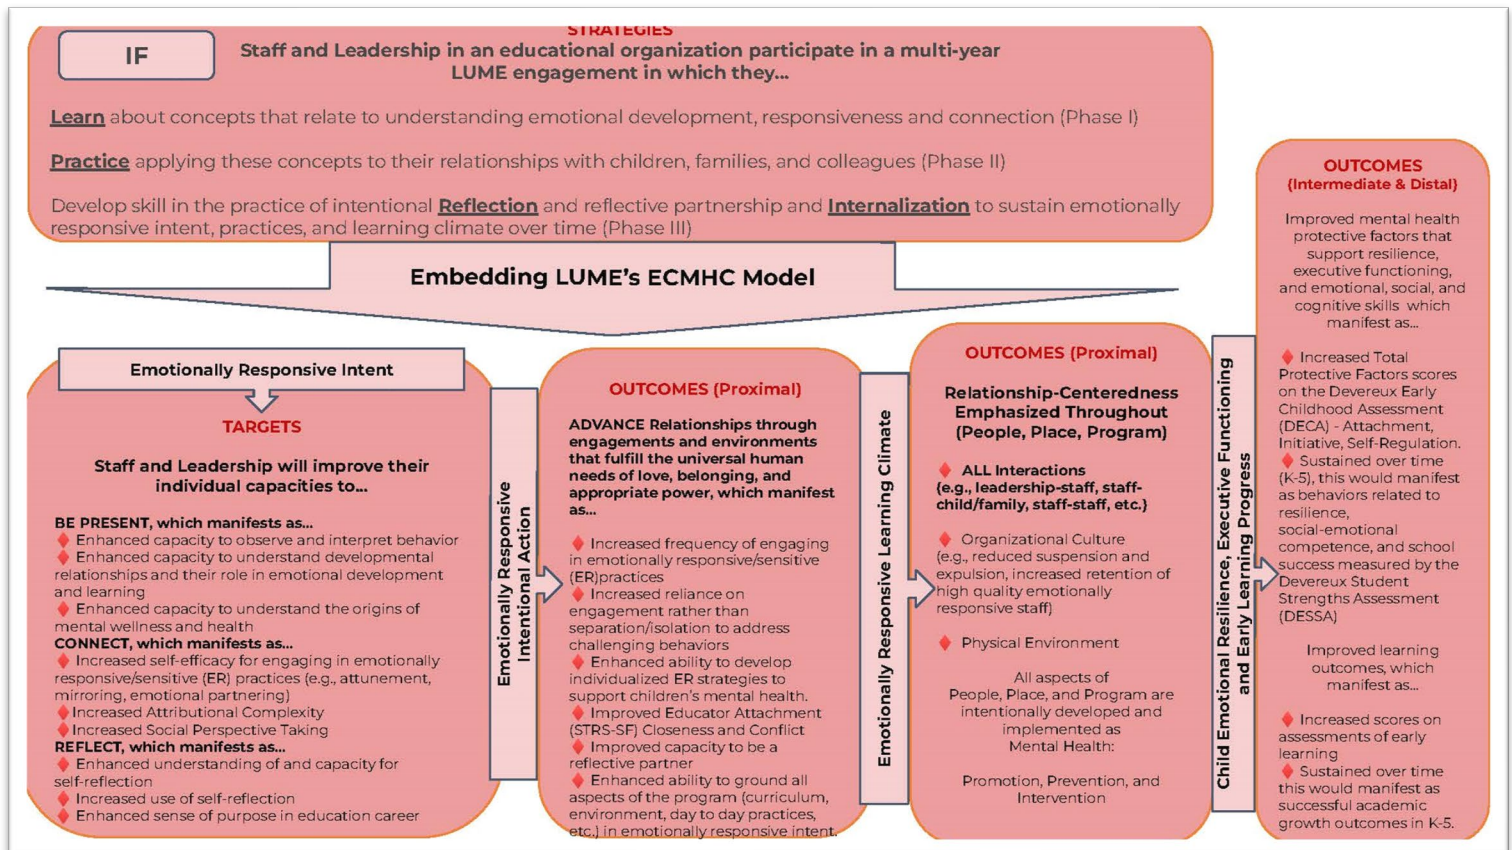 STRATEGIES
IF
Staff and Leadership in an educational organization participate in a multi-year
LUME engagement in which they...
Learn about concepts that relate to understanding emotional development, responsiveness and connection (Phase I)
Practice applying these concepts to their relationships with children, families, and colleagues (Phase II)
Develop skill in the practice of intentional Reflection and reflective partnership and Internalization to sustain emotionally
responsive intent, practices, and learning climate over time (Phase III)
Embedding LUME's ECMHC Model
Emotionally Responsive Intent
TARGETS
Staff and Leadership will improve their
individual capacities to...
BE PRESENT, which manifests as...
♦ Enhanced capacity to observe and interpret behavior
♦ Enhanced capacity to understand developmental
relationships and their role in emotional development
and learning
♦ Enhanced capacity to understand the origins of
mental wellness and health
CONNECT, which manifests as...
♦ Increased self-efficacy for engaging in emotionally
responsive/sensitive (ER) practices (e.g., attunement,
mirroring, emotional partnering)
♦Increased Attributional Complexity
♦Increased Social Perspective Taking
REFLECT, which manifests as...
♦ Enhanced understanding of and capacity for
self-reflection
♦ Increased use of self-reflection
♦ Enhanced sense of purpose in education career
Emotionally Responsive
Intentional Action
OUTCOMES (Proximal)
ADVANCE Relationships through
engagements and environments
that fulfill the universal human
needs of love, belonging, and
appropriate power, which manifest
as...
♦ Increased frequency of engaging
in emotionally responsive/sensitive
(ER)practices
♦ Increased reliance on
engagement rather than
separation/isolation to address
challenging behaviors
♦ Enhanced ability to develop
individualized ER strategies to
support children's mental health.
♦ Improved Educator Attachment
(STRS-SF) Closeness and Conflict
♦ Improved capacity to be a
reflective partner
♦ Enhanced ability to ground all
aspects of the program (curriculum,
environment, day to day practices,
etc.) in emotionally responsive intent.
Emotionally Responsive Learning Climate
OUTCOMES (Proximal)
Relationship-Centeredness
Emphasized Throughout
(People, Place, Program)
♦ ALL Interactions
(e.g., leadership-staff, staff-
child/family, staff-staff, etc.}
♦ Organizational Culture
(e.g., reduced suspension and
expulsion, increased retention of
high quality emotionally
responsive staff)
♦ Physical Environment
All aspects of
People, Place, and Program are
intentionally developed and
implemented as
Mental Health:
Promotion, Prevention, and
Intervention
Child Emotional Resilience, Executive Functioning
and Early Learning Progress
OUTCOMES
(Intermediate & Distal)
Improved mental health
protective factors that
support resilience,
executive functioning,
and emotional, social, and
cognitive skills which
manifest as...
♦ Increased Total
Protective Factors scores
on the Devereux Early
Childhood Assessment
(DECA) - Attachment,
Initiative, Self-Regulation.
♦ Sustained over time
(K-5), this would manifest
as behaviors related to
resilience,
social-emotional
competence, and school
success measured by the
Devereux Student
Strengths Assessment
(DESSA)
Improved learning
outcomes, which
manifest as...
♦ Increased scores on
assessments of early
learning
♦ Sustained over time
this would manifest as
successful academic
growth outcomes in K-5.